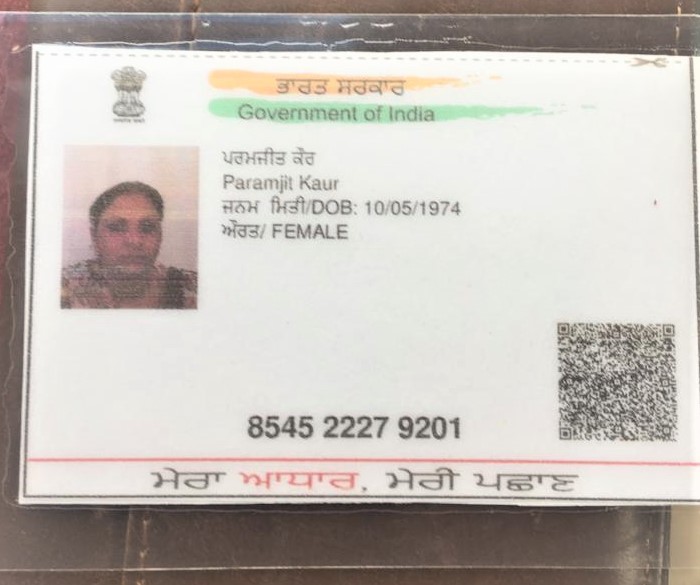 ਭਾਰਤ ਸਰਕਾਰ
Government of India
ਪਰਮਜੀਤ ਕੌਰ
Paramjit Kaur
ਜਨਮ ਮਿਤੀ/DOB: 10/05/1974
ਔਰਤ/ FEMALE
8545 2227 9201
ਮੇਰਾ ਆਧਾਰ, ਮੇਰੀ ਪਛਾਣ